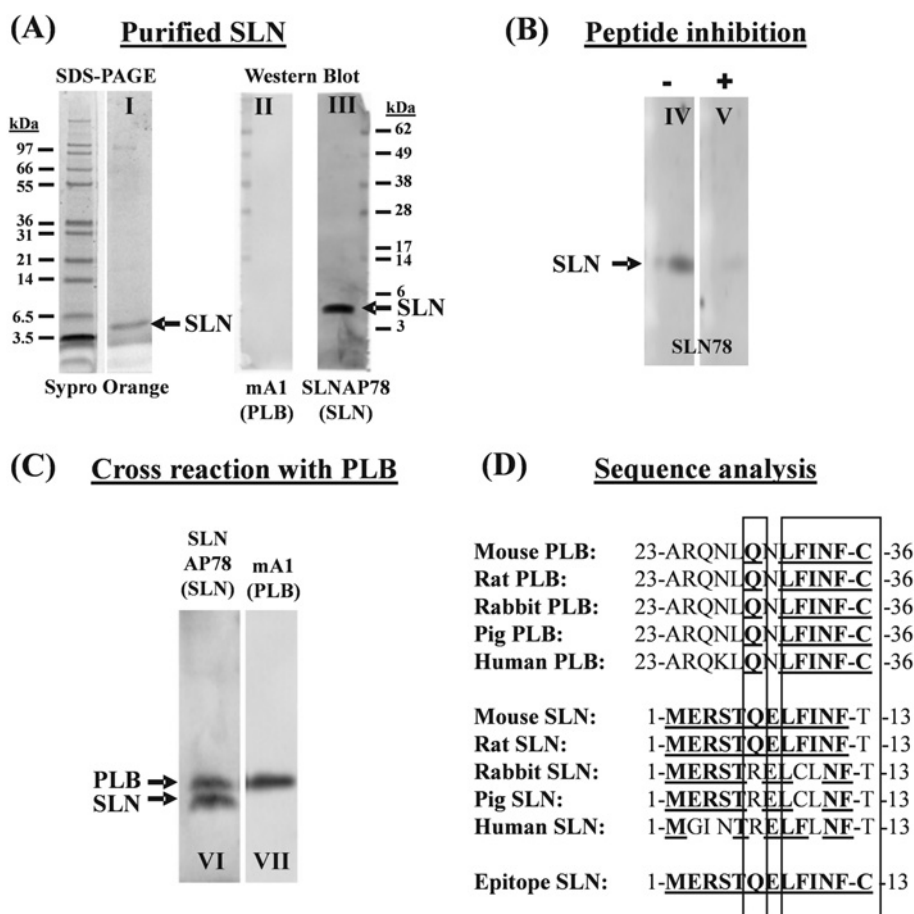 (A) Purified SLN
SDS-PAGE
Western Blot
I
II
III
kDa
97
66
55
36
31
21
14
6.5
3.5
SLN
kDa
62
49
38
28
17
14
6
3
SLN
Sypro Orange
mA1
(PLB)
SLNAP78
(SLN)
(B) Peptide inhibition
- +
IV V
SLN
SLN78
(C) Cross reaction with PLB
SLN
AP78
(SLN)
mA1
(PLB)
PLB
SLN
VI VII
(D) Sequence analysis
Mouse PLB: 23-ARQNLQNLFINF-C -36
Rat PLB: 23-ARQNLQNLFINF-C -36
Rabbit PLB: 23-ARQNLQNLFINF-C -36
Pig PLB: 23-ARQNLQNLFINF-C -36
Human PLB: 23-ARQKLQNLFINF-C -36
Mouse SLN: 1-MERSTQELFINF-T -13
Rat SLN: 1-MERSTQELFINF-T -13
Rabbit SLN: 1-MERSTRELCLNF-T -13
Pig SLN: 1-MERSTRELCLNF-T -13
Human SLN: 1-MGINTRELFLNF-T -13
Epitope SLN: 1-MERSTQELFINF-C -13